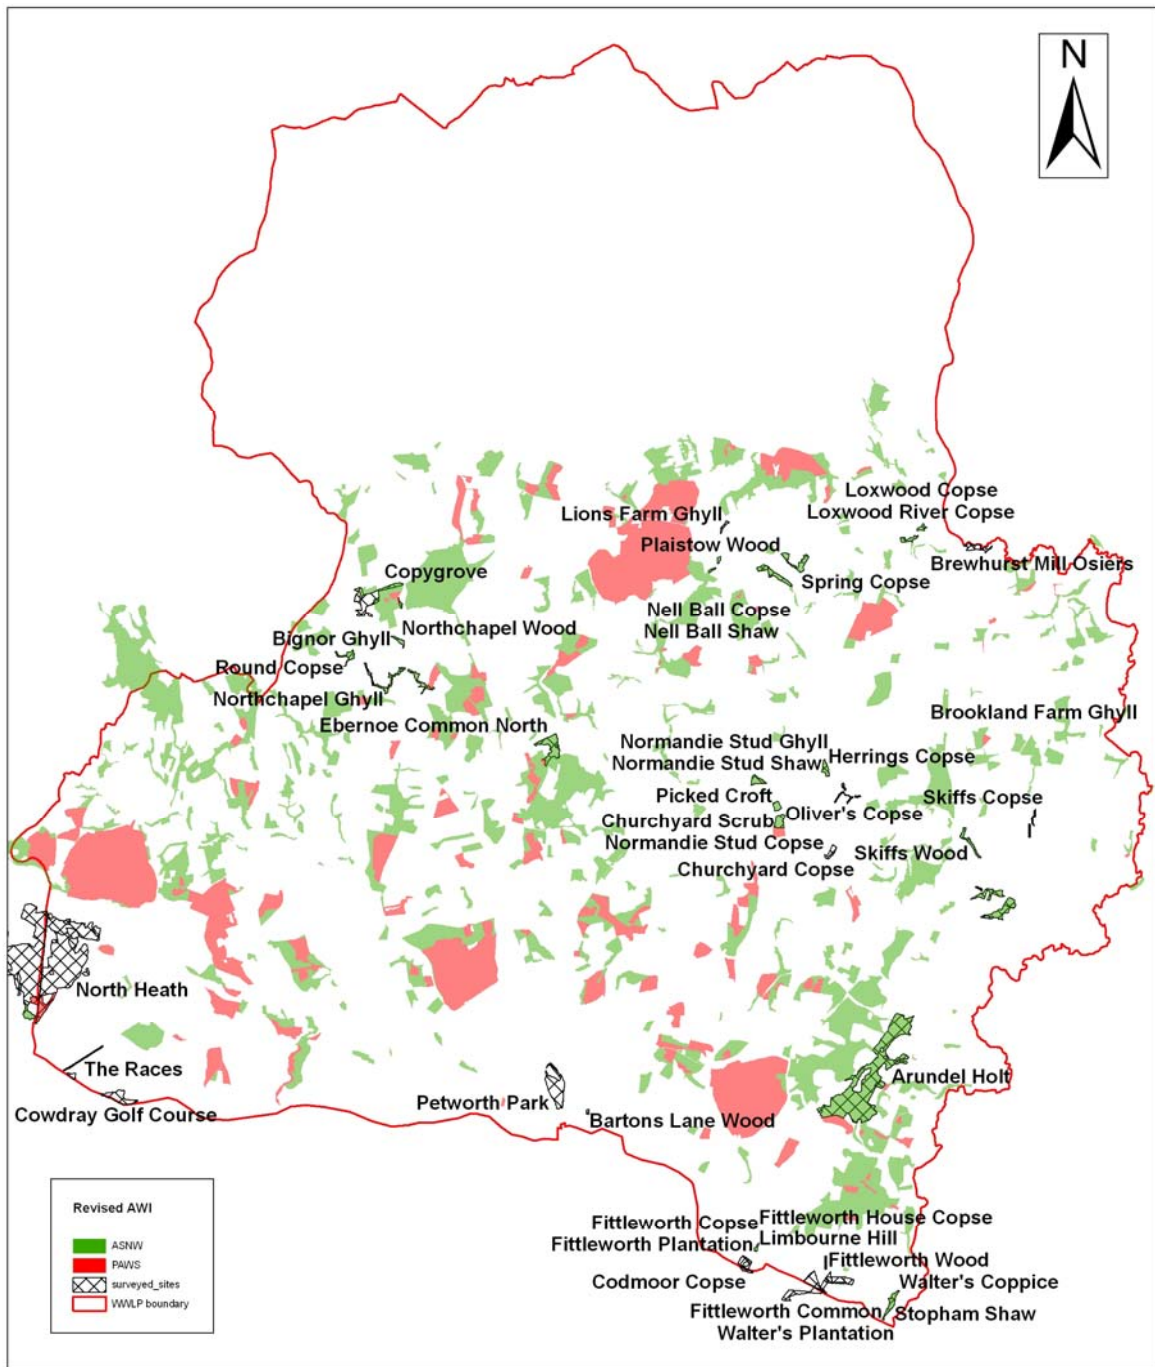 N
Loxwood Copse
Lions Farm Ghyll
Loxwood River Copse
Plaistow Wood
Brewhurst Mill Osiers
Copygrove
Spring Copse
Nell Ball Copse
Northchapel Wood
Nell Ball Shaw
Bignor Ghyll
Round Copse
Northchapel Ghyll
Brookland Farm Ghyll
Ebernoe Common North
Normandie Stud Ghyll
Herrings Copse
Normandie Stud Shaw
Picked Croft
Skiffs Copse
Oliver's Copse
Churchyard Scrub
Normandie Stud Copse
Skiffs Wood
Churchyard Copse
North Heath
The Races
Arundel Holt
Petworth Park
Cowdray Golf Course
Bartons Lane Wood
Fittleworth House Copse
Fittleworth Copse
Limbourne Hill
Fittleworth Plantation
Fittleworth Wood
Codmoor Copse
Walter's Coppice
Fittleworth Common
Stopham Shaw
Walter's Plantation
Revised AWI
ASNW
PAWS
surveyed_sites
WWLP boundary